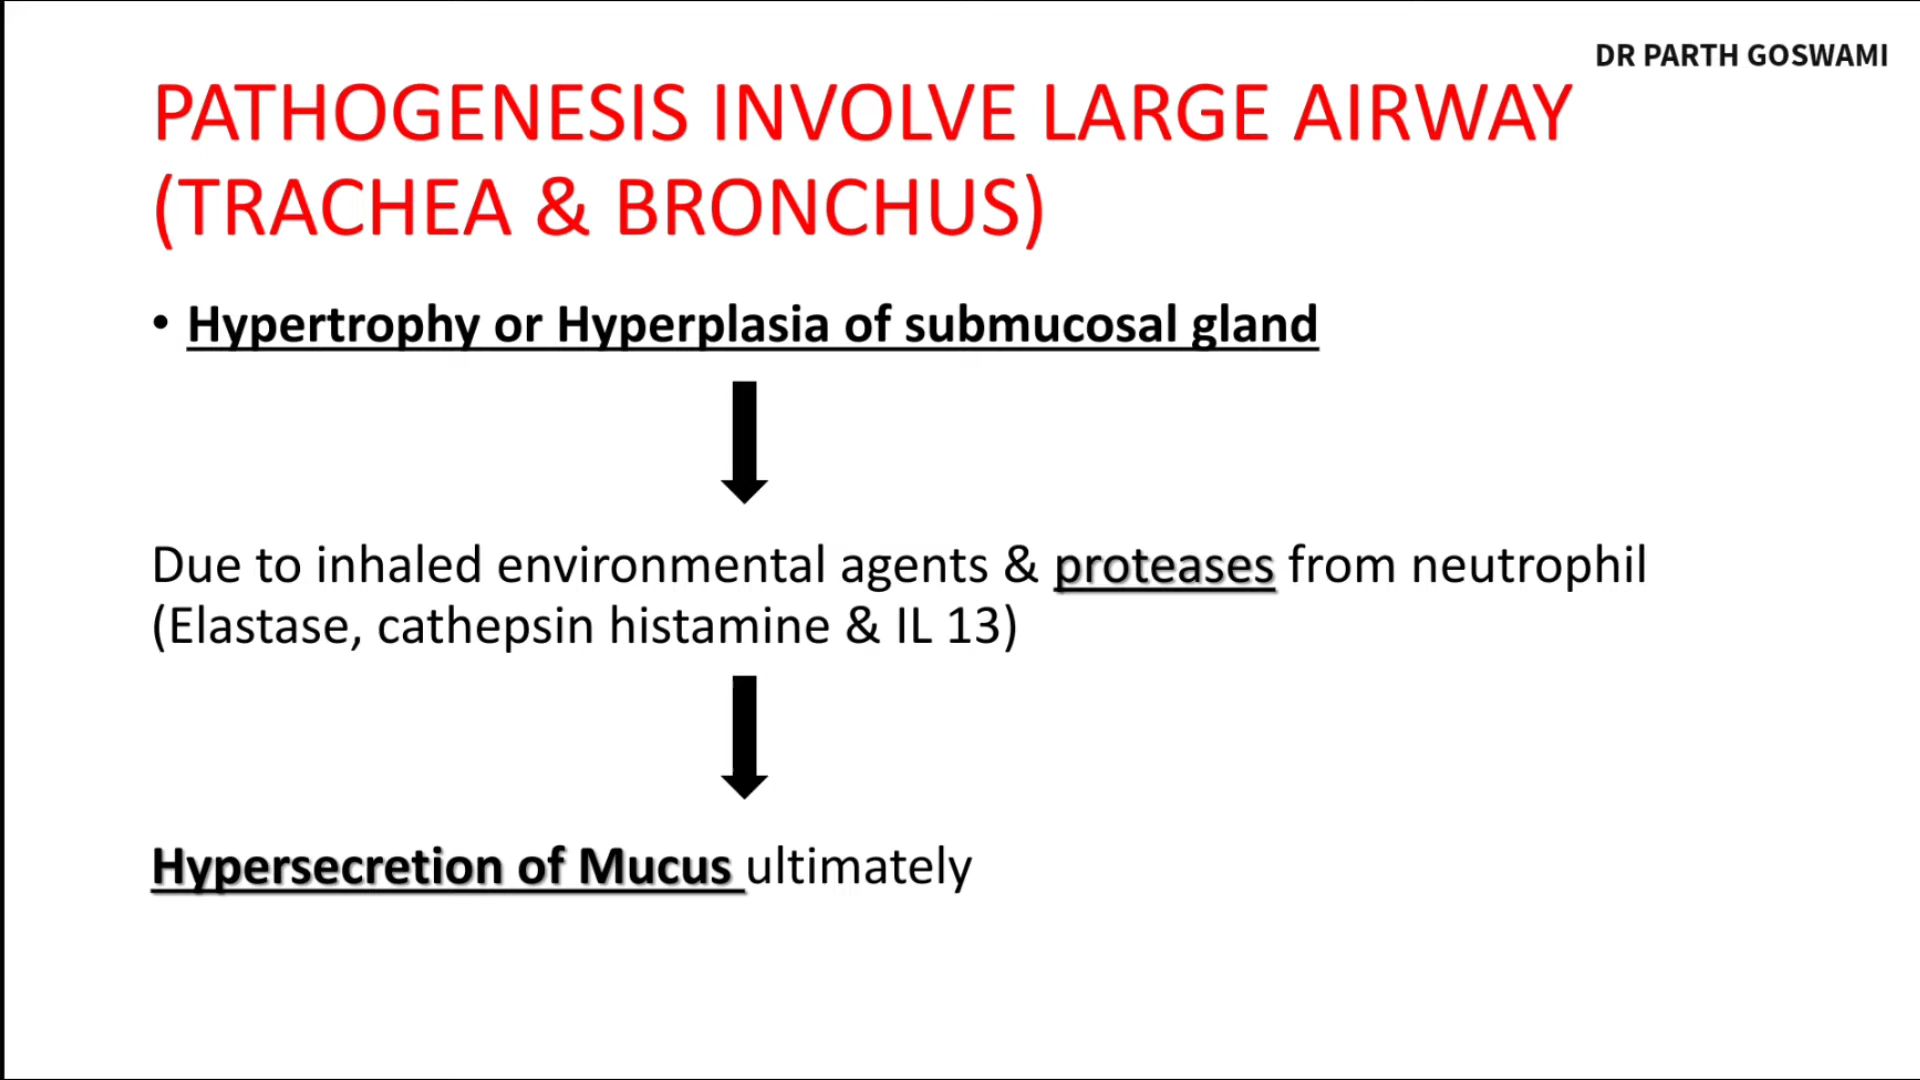 DR PARTH GOSWAMI
PATHOGENESIS INVOLVE LARGE AIRWAY
(TRACHEA & BRONCHUS)
• Hypertrophy or Hyperplasia of submucosal gland
Due to inhaled environmental agents & proteases from neutrophil
(Elastase, cathepsin histamine & IL 13)
Hypersecretion of Mucus ultimately